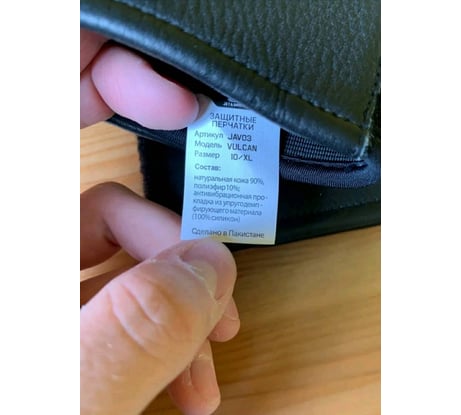 ЗАЩИТНЫЕ
ПЕРЧАТКИ
Артикул JAV03
Модель VULCAN
Размер 10/XL
Состав:
натуральная кожа 90%,
полиэфир 10%;
антивибрационная про-
кладка из упругодемп-
фирующего материала
(100% силикон)
Сделано в Пакистане